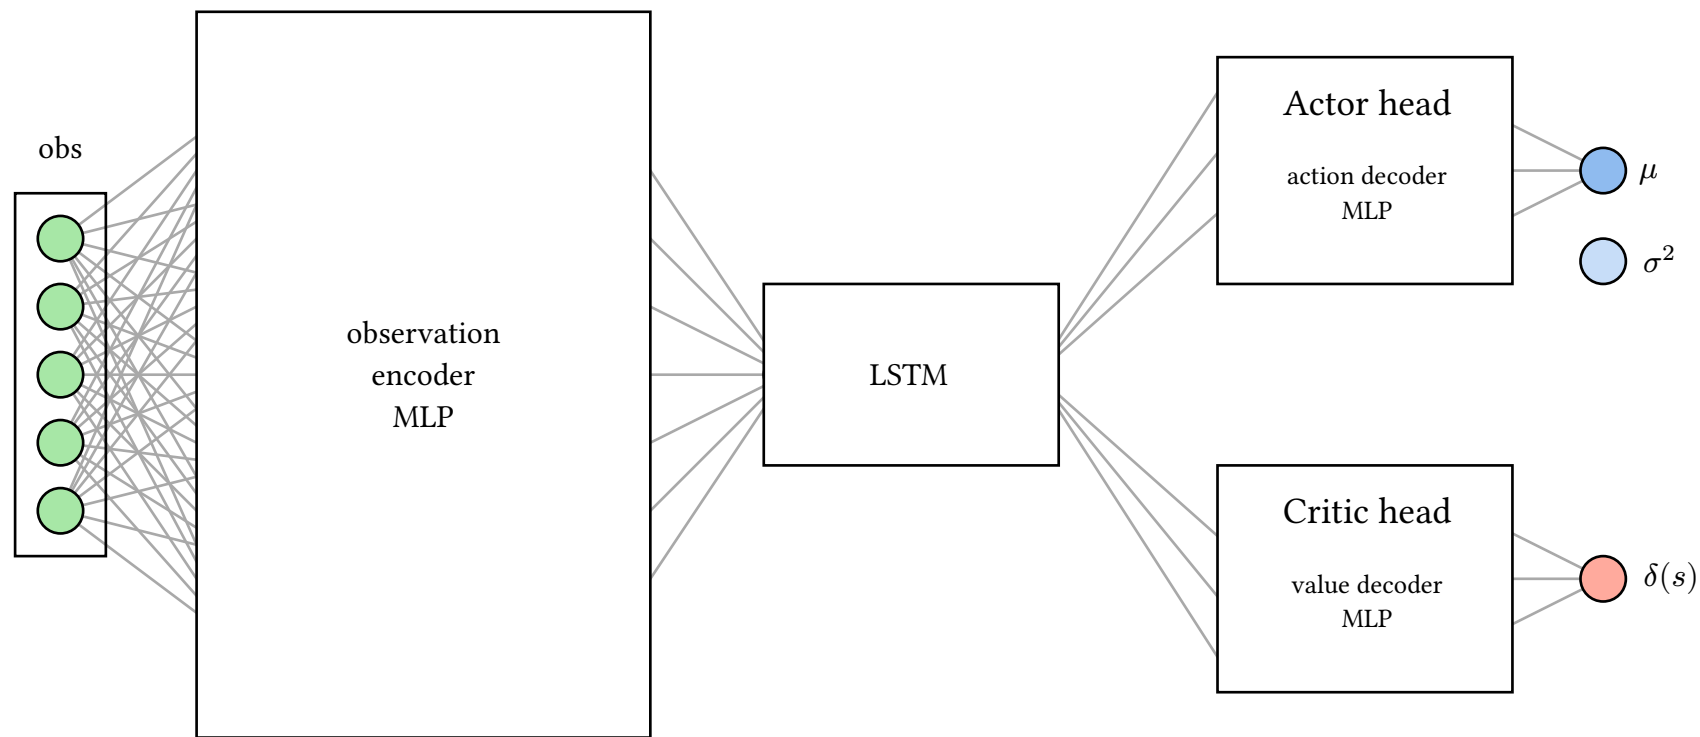 obs
observation
encoder
MLP
LSTM
Actor head
action decoder
MLP
μ
σ²
Critic head
value decoder
MLP
δ(s)